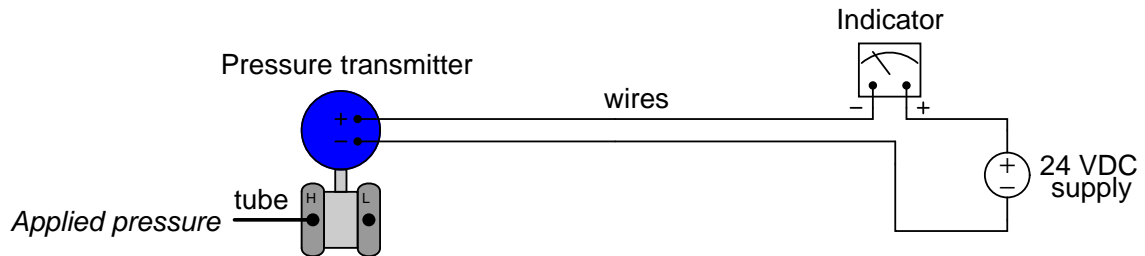 Indicator
Pressure transmitter
wires
+
−
− +
+
−
24 VDC
supply
H L
tube
Applied pressure